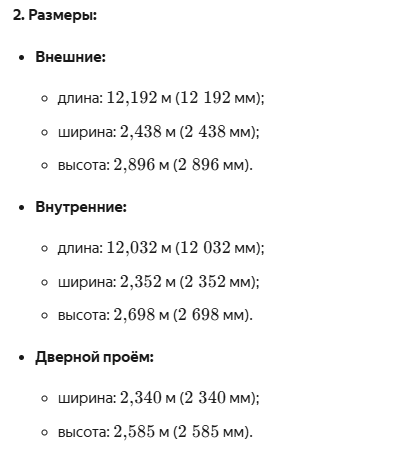 2. Размеры:
• Внешние:
◦ длина: 12,192 м (12 192 мм);
◦ ширина: 2,438 м (2 438 мм);
◦ высота: 2,896 м (2 896 мм).
• Внутренние:
◦ длина: 12,032 м (12 032 мм);
◦ ширина: 2,352 м (2 352 мм);
◦ высота: 2,698 м (2 698 мм).
• Дверной проём:
◦ ширина: 2,340 м (2 340 мм);
◦ высота: 2,585 м (2 585 мм).